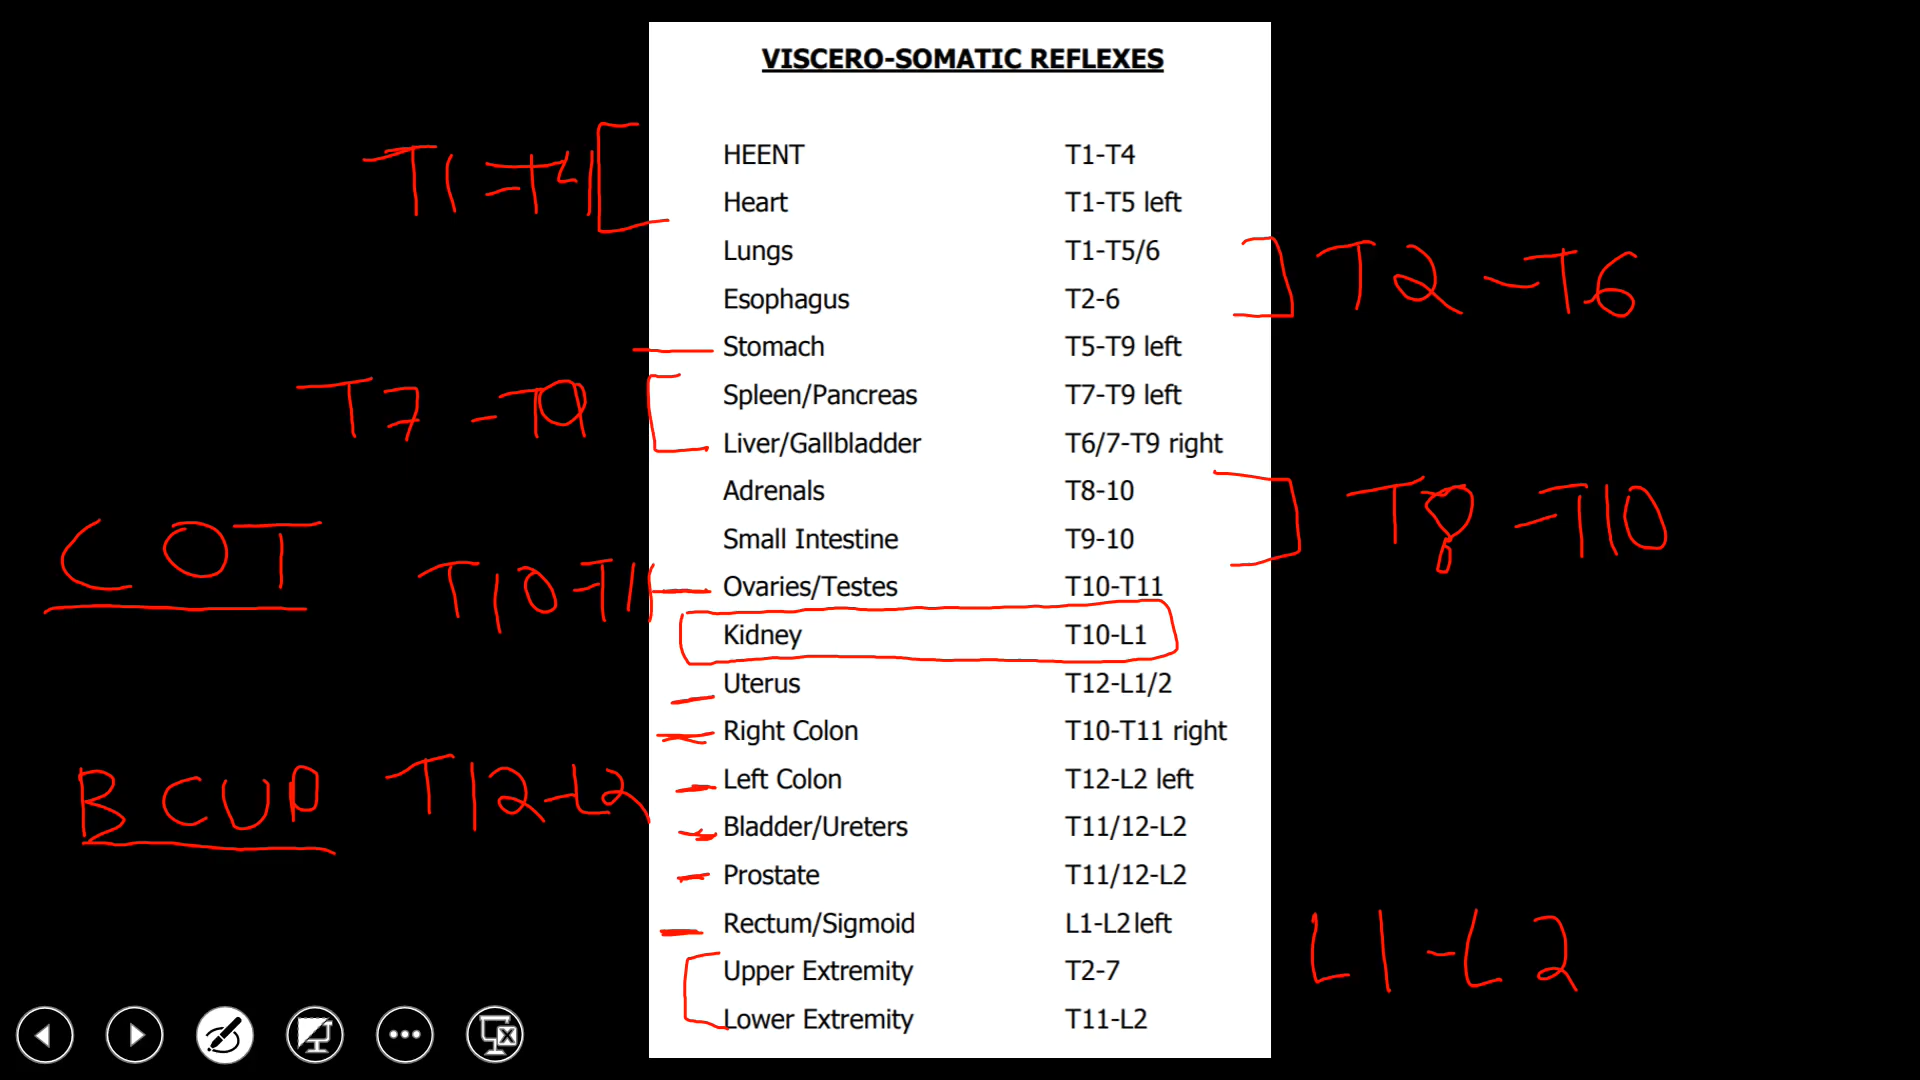 VISCERO-SOMATIC REFLEXES
HEENT T1-T4
Heart T1-T5 left
Lungs T1-T5/6
Esophagus T2-6
Stomach T5-T9 left
Spleen/Pancreas T7-T9 left
Liver/Gallbladder T6/7-T9 right
Adrenals T8-10
Small Intestine T9-10
Ovaries/Testes T10-T11
Kidney T10-L1
Uterus T12-L1/2
Right Colon T10-T11 right
Left Colon T12-L2 left
Bladder/Ureters T11/12-L2
Prostate T11/12-L2
Rectum/Sigmoid L1-L2 left
Upper Extremity T2-7
Lower Extremity T11-L2
T1-T4
T7-T9
COT T10-T11
BCUP T12-L2
T2-T6
T8-T10
L1-L2